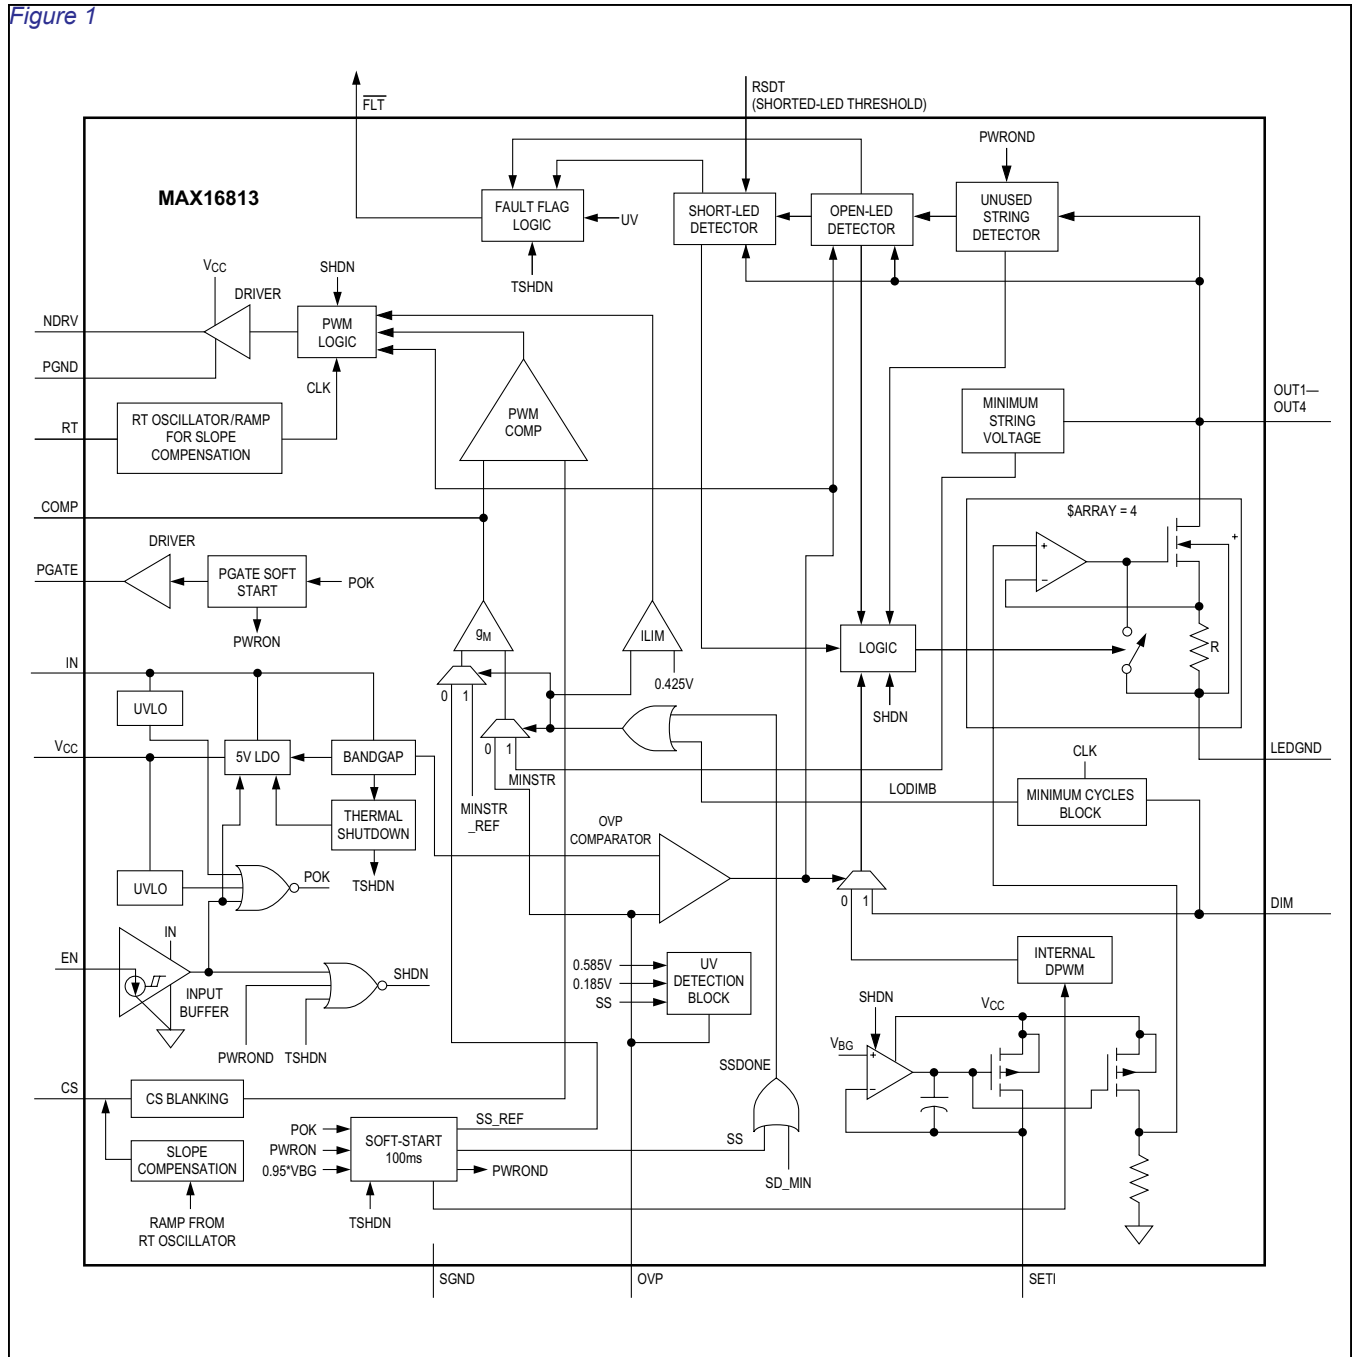 Figure 1
FLT
RSDT
(SHORTED-LED THRESHOLD)
MAX16813
PWROND
FAULT FLAG
LOGIC
UV
TSHDN
SHORT-LED
DETECTOR
OPEN-LED
DETECTOR
UNUSED
STRING
DETECTOR
VCC
SHDN
DRIVER
NDRV
PWM
LOGIC
PGND
CLK
RT
RT OSCILLATOR/RAMP
FOR SLOPE
COMPENSATION
PWM
COMP
MINIMUM
STRING
VOLTAGE
OUT1—
OUT4
COMP
$ARRAY = 4
+
−
+
R
DRIVER
PGATE
PGATE SOFT
START
POK
PWRON
gM
ILIM
0.425V
LOGIC
SHDN
IN
UVLO
0 1
0 1
VCC
5V LDO
BANDGAP
MINSTR
MINSTR
_REF
THERMAL
SHUTDOWN
TSHDN
LEDGND
CLK
LODIMB
MINIMUM CYCLES
BLOCK
OVP
COMPARATOR
UVLO
POK
0 1
DIM
EN
IN
INPUT
BUFFER
SHDN
PWROND
TSHDN
0.585V
0.185V
SS
UV
DETECTION
BLOCK
INTERNAL
DPWM
SHDN
VCC
VBG
+
−
SSDONE
CS
CS BLANKING
SLOPE
COMPENSATION
RAMP FROM
RT OSCILLATOR
POK
PWRON
0.95*VBG
SOFT-START
100ms
SS_REF
SS
PWROND
TSHDN
SD_MIN
SGND
OVP
SETI